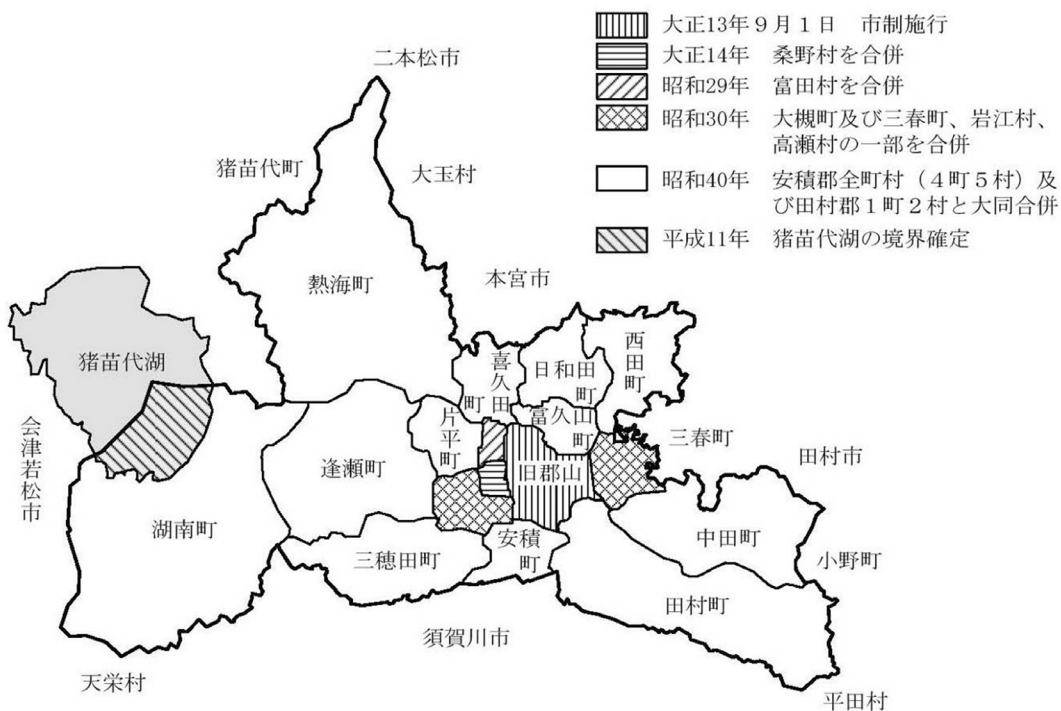 大正13年9月1日 市制施行
大正14年 桑野村を合併
昭和29年 富田村を合併
昭和30年 大槻町及び三春町、岩江村、
高瀬村の一部を合併
昭和40年 安積郡全町村(4町5村)及
び田村郡1町2村と大同合併
平成11年 猪苗代湖の境界確定
二本松市
猪苗代町
大玉村
本宮市
熱海町
猪苗代湖
会津若松市
喜久田町
日和田町
西田町
片平町
富久山町
三春町
田村市
逢瀬町
旧郡山
湖南町
三穂田町
安積町
中田町
小野町
田村町
須賀川市
天栄村
平田村